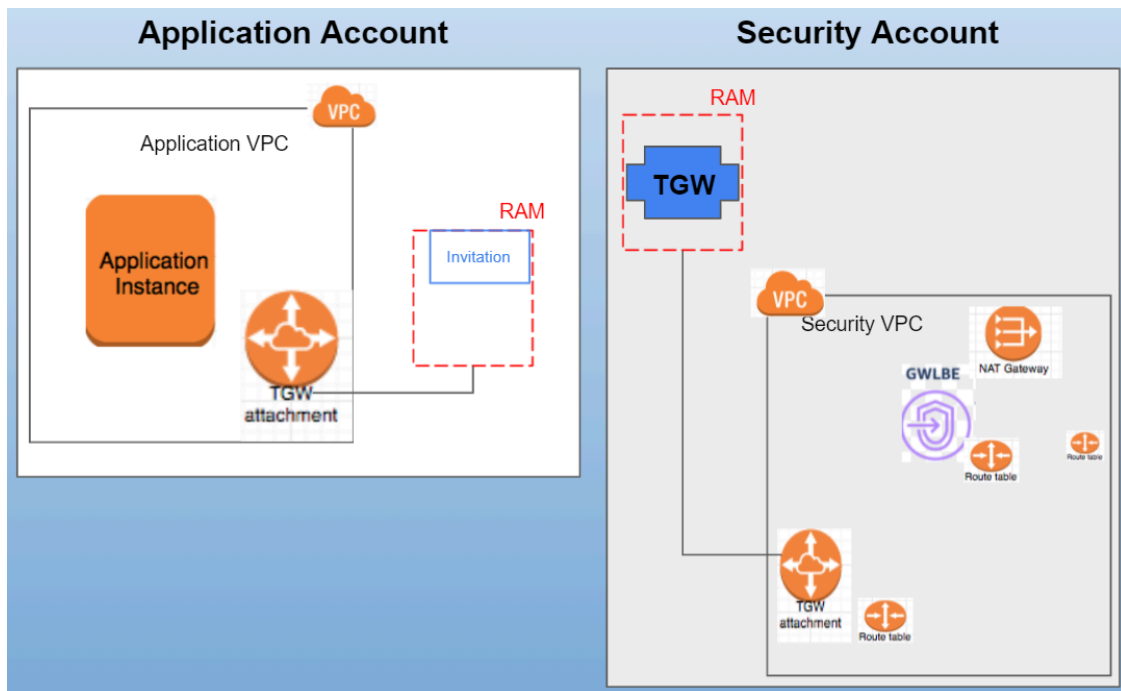 Application Account
Security Account
VPC
Application VPC
Application
Instance
RAM
Invitation
TGW
attachment
RAM
TGW
VPC
Security VPC
NAT Gateway
GWLBE
Route table
Route table
TGW
attachment
Route table